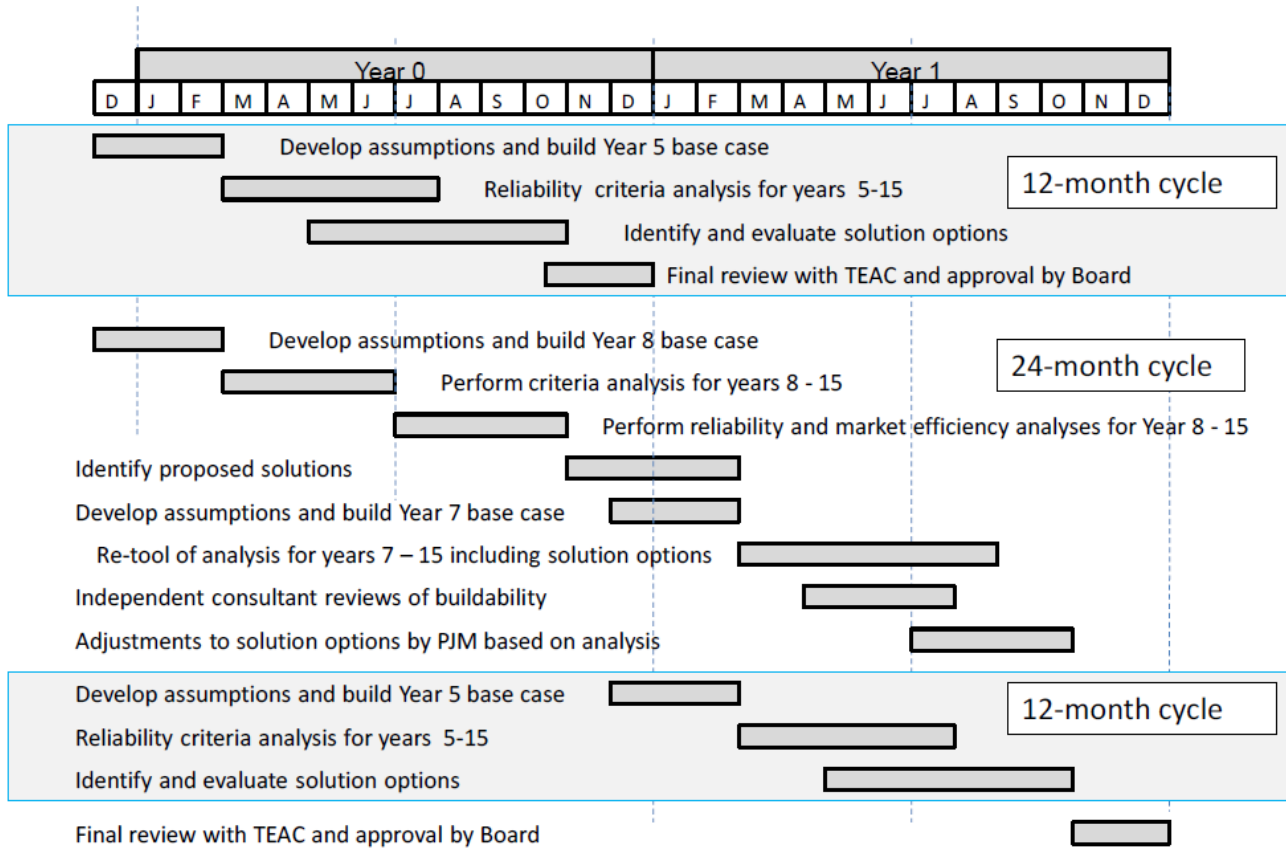 Year 0 Year 1
D J F M A M J J A S O N D J F M A M J J A S O N D
Develop assumptions and build Year 5 base case
12-month cycle
Reliability criteria analysis for years 5-15
Identify and evaluate solution options
Final review with TEAC and approval by Board
Develop assumptions and build Year 8 base case
24-month cycle
Perform criteria analysis for years 8 - 15
Perform reliability and market efficiency analyses for Year 8 - 15
Identify proposed solutions
Develop assumptions and build Year 7 base case
Re-tool of analysis for years 7 – 15 including solution options
Independent consultant reviews of buildability
Adjustments to solution options by PJM based on analysis
Develop assumptions and build Year 5 base case
12-month cycle
Reliability criteria analysis for years 5-15
Identify and evaluate solution options
Final review with TEAC and approval by Board